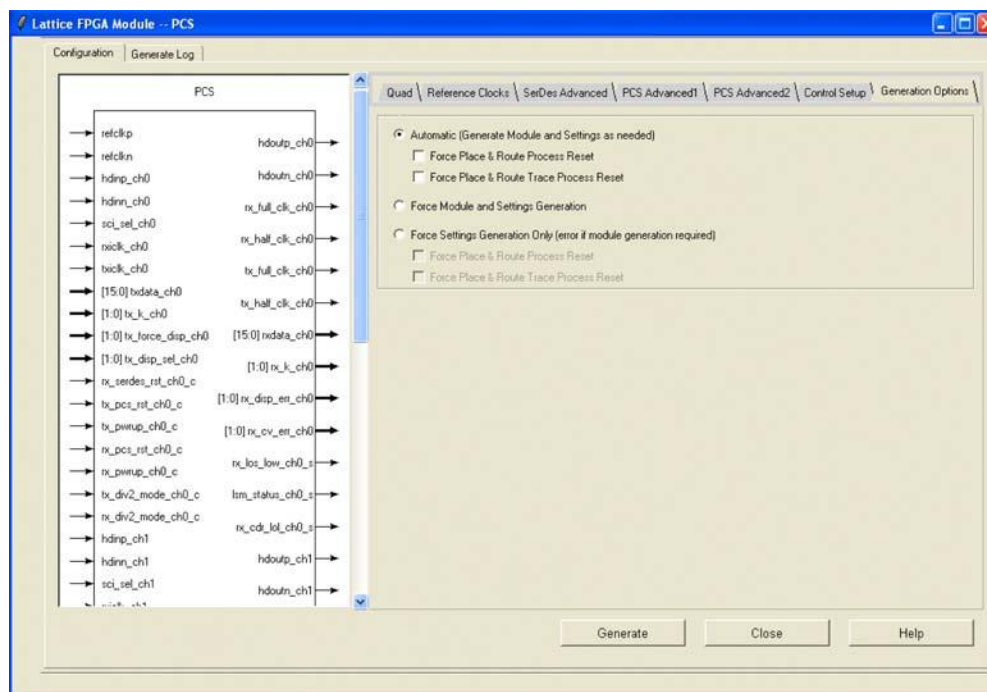 Lattice FPGA Module -- PCS
Configuration
Generate Log
PCS
refclkp
refclkn
hdinp_ch0
hdinn_ch0
sci_sel_ch0
rxiclk_ch0
txiclk_ch0
[15:0] txdata_ch0
[1:0] tx_k_ch0
[1:0] tx_force_disp_ch0
[1:0] tx_disp_sel_ch0
rx_serdes_rst_ch0_c
tx_pcs_rst_ch0_c
tx_pwrup_ch0_c
rx_pcs_rst_ch0_c
rx_pwrup_ch0_c
tx_div2_mode_ch0_c
rx_div2_mode_ch0_c
hdinp_ch1
hdinn_ch1
sci_sel_ch1
hdoutp_ch0
hdoutn_ch0
rx_full_clk_ch0
rx_half_clk_ch0
tx_full_clk_ch0
tx_half_clk_ch0
[15:0] rxdata_ch0
[1:0] rx_k_ch0
[1:0] rx_disp_err_ch0
[1:0] rx_cv_err_ch0
rx_los_low_ch0_s
lsm_status_ch0_s
rx_cdr_lol_ch0_s
hdoutp_ch1
hdoutn_ch1
Quad \ Reference Clocks \ SerDes Advanced \ PCS Advanced1 \ PCS Advanced2 \ Control Setup \ Generation Options
Automatic (Generate Module and Settings as needed)
Force Place & Route Process Reset
Force Place & Route Trace Process Reset
Force Module and Settings Generation
Force Settings Generation Only (error if module generation required)
Force Place & Route Process Reset
Force Place & Route Trace Process Reset
Generate
Close
Help